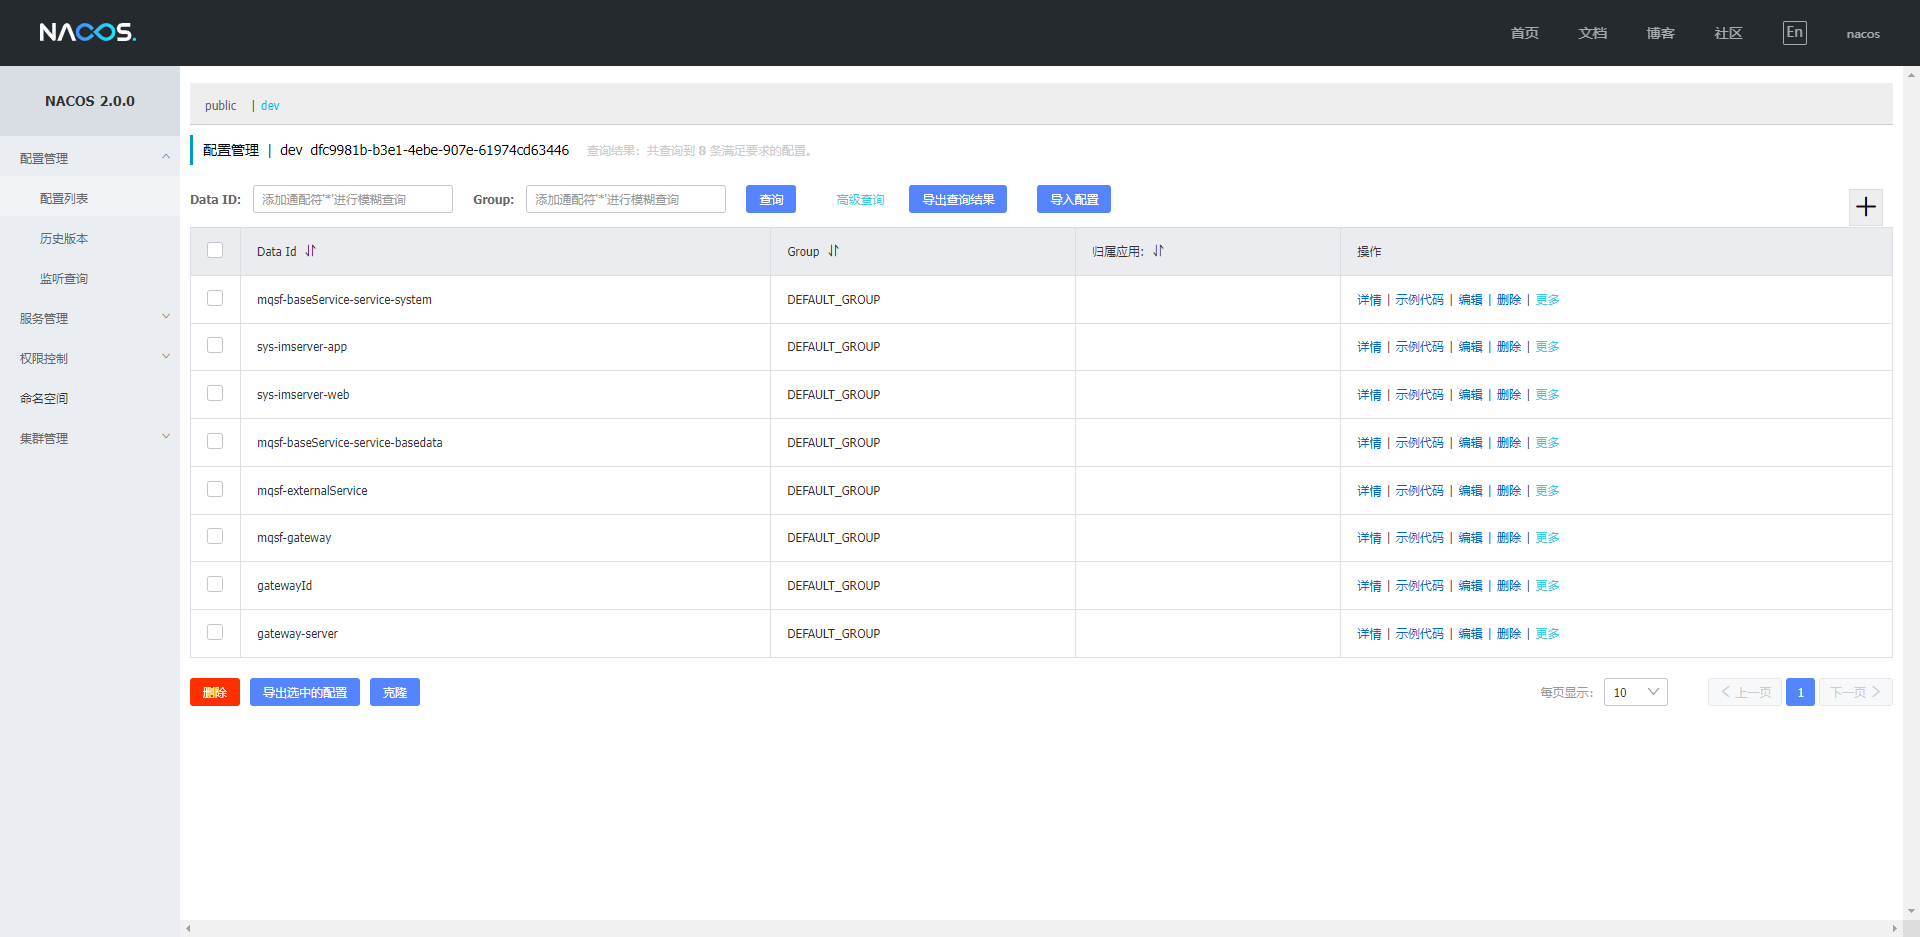 NACOS.
首页 文档 博客 社区 En nacos
NACOS 2.0.0
配置管理
配置列表
历史版本
监听查询
服务管理
权限控制
命名空间
集群管理
public | dev
配置管理 | dev dfc9981b-b3e1-4ebe-907e-61974cd63446 查询结果：共查询到 8 条满足要求的配置。
Data ID: 添加通配符'*'进行模糊查询 Group: 添加通配符'*'进行模糊查询 查询 高级查询 导出查询结果 导入配置
Data Id Group 归属应用: 操作
mqsf-baseService-service-system DEFAULT_GROUP 详情 | 示例代码 | 编辑 | 删除 | 更多
sys-imserver-app DEFAULT_GROUP 详情 | 示例代码 | 编辑 | 删除 | 更多
sys-imserver-web DEFAULT_GROUP 详情 | 示例代码 | 编辑 | 删除 | 更多
mqsf-baseService-service-basedata DEFAULT_GROUP 详情 | 示例代码 | 编辑 | 删除 | 更多
mqsf-externalService DEFAULT_GROUP 详情 | 示例代码 | 编辑 | 删除 | 更多
mqsf-gateway DEFAULT_GROUP 详情 | 示例代码 | 编辑 | 删除 | 更多
gatewayId DEFAULT_GROUP 详情 | 示例代码 | 编辑 | 删除 | 更多
gateway-server DEFAULT_GROUP 详情 | 示例代码 | 编辑 | 删除 | 更多
删除 导出选中的配置 克隆 每页显示: 10 上一页 1 下一页